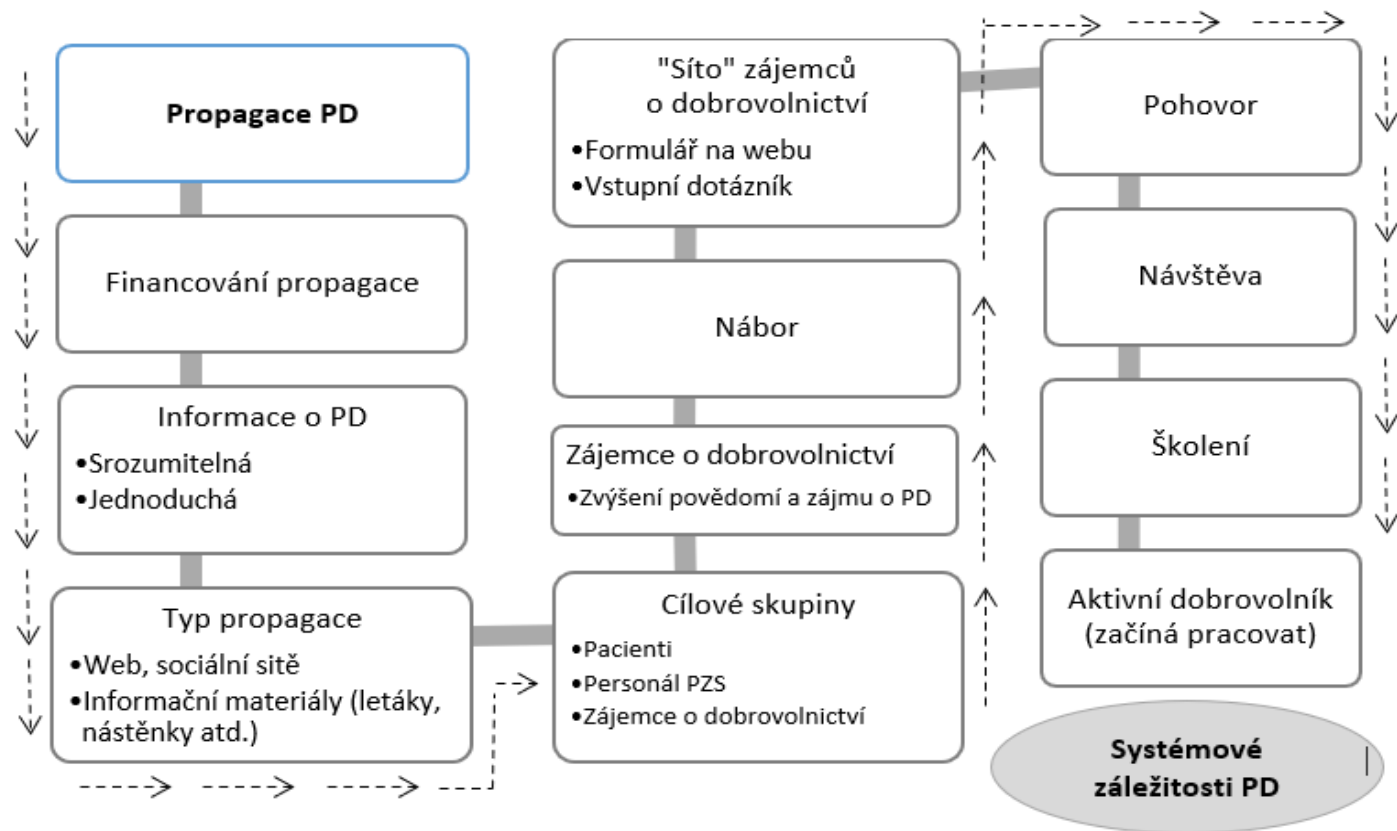 Propagace PD
Financování propagace
Informace o PD
•Srozumitelná
•Jednoduchá
Typ propagace
•Web, sociální sitě
•Informační materiály (letáky,
nástěnky atd.)
Cílové skupiny
•Pacienti
•Personál PZS
•Zájemce o dobrovolnictví
Zájemce o dobrovolnictví
•Zvýšení povědomí a zájmu o PD
Nábor
"Síto" zájemců
o dobrovolnictví
•Formulář na webu
•Vstupní dotázník
Pohovor
Návštěva
Školení
Aktivní dobrovolník
(začíná pracovat)
Systémové
záležitosti PD